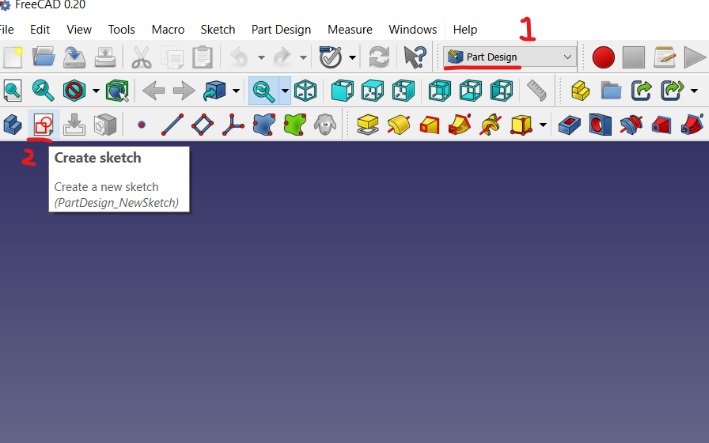 FreeCAD 0.20
File Edit View Tools Macro Sketch Part Design Measure Windows Help
1
Part Design
2
Create sketch
Create a new sketch
(PartDesign_NewSketch)